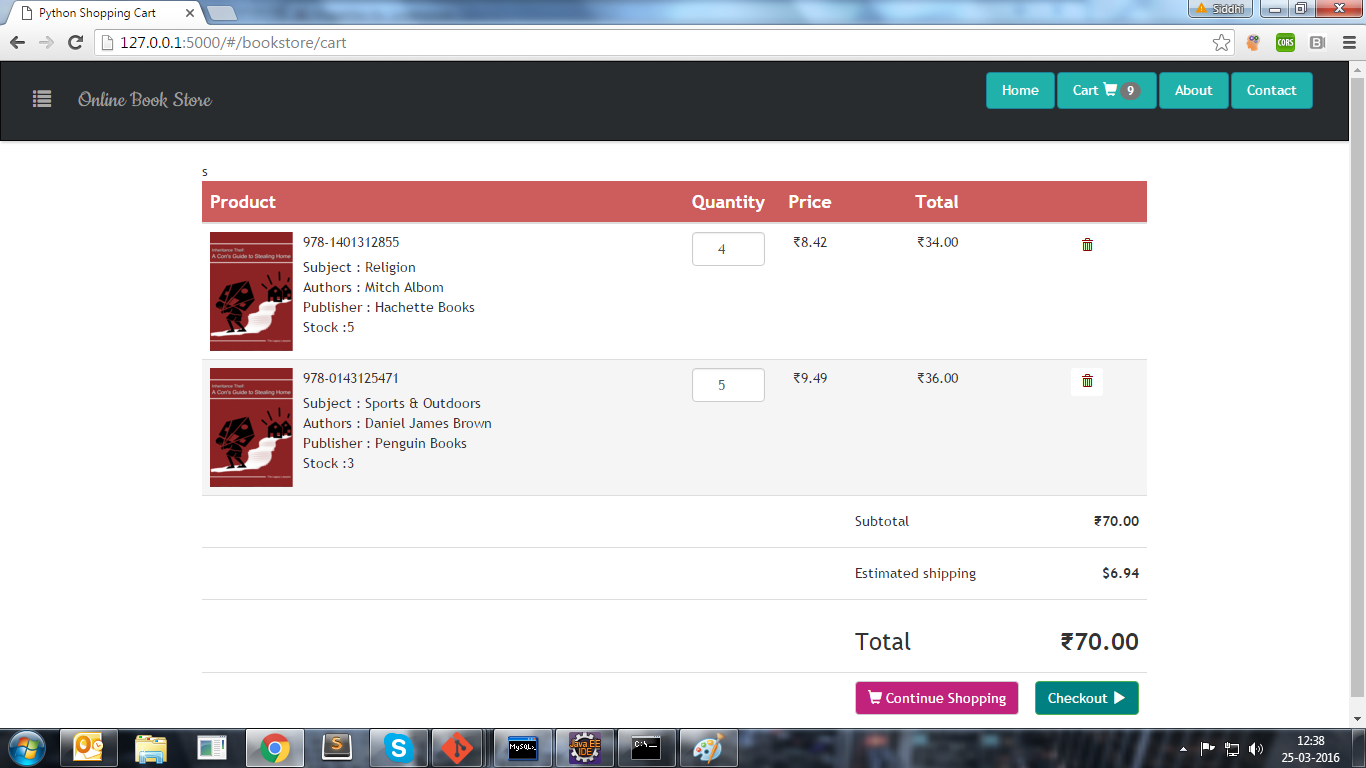 Python Shopping Cart
Siddhi
127.0.0.1:5000/#/bookstore/cart
CORS
Online Book Store
Home
Cart 9
About
Contact
s
Product Quantity Price Total
Inheritance Thief:
A Con's Guide to Stealing Home
978-1401312855
Subject : Religion
Authors : Mitch Albom
Publisher : Hachette Books
Stock :5
4
₹8.42
₹34.00
Inheritance Thief:
A Con's Guide to Stealing Home
978-0143125471
Subject : Sports & Outdoors
Authors : Daniel James Brown
Publisher : Penguin Books
Stock :3
5
₹9.49
₹36.00
Subtotal ₹70.00
Estimated shipping $6.94
Total ₹70.00
Continue Shopping
Checkout
MySQL
Java EE
IDE
C:\
12:38
25-03-2016